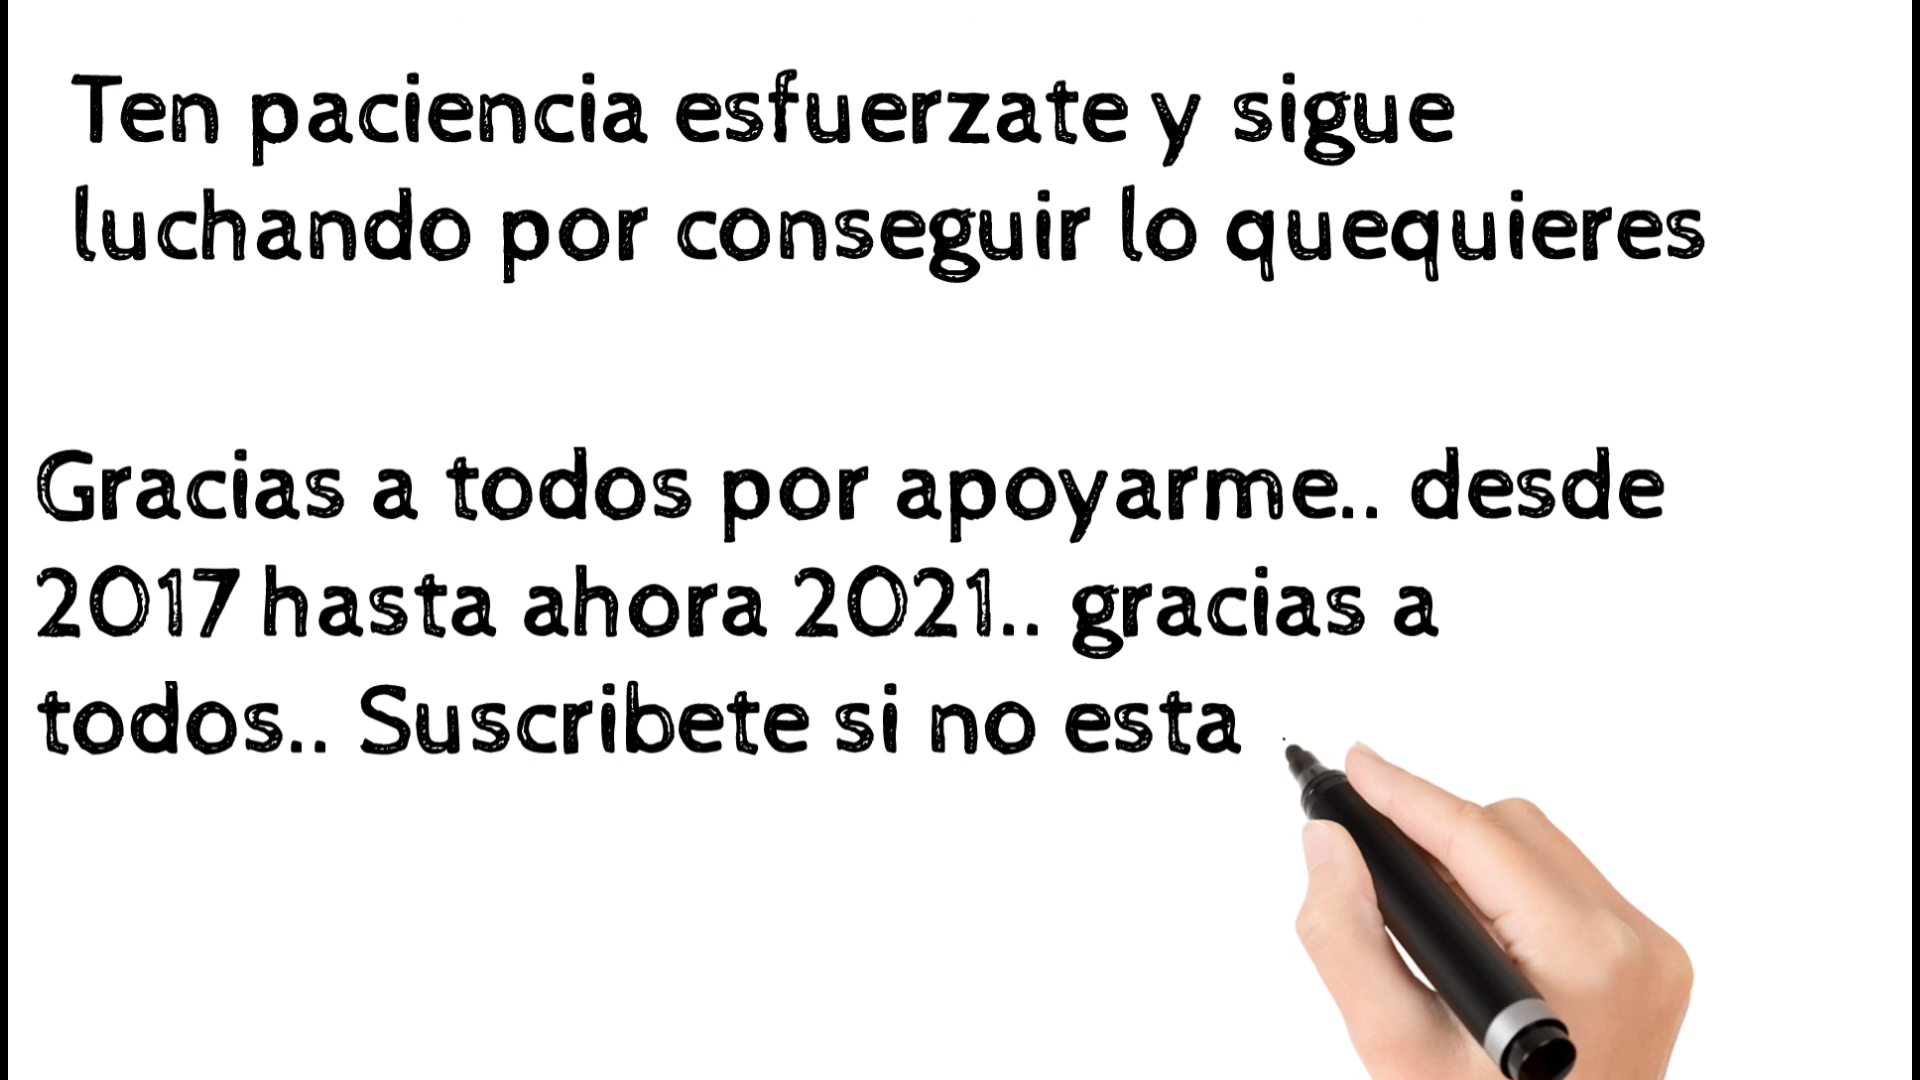 Ten paciencia esfuerzate y sigue
luchando por conseguir lo quequieres
Gracias a todos por apoyarme.. desde
2017 hasta ahora 2021.. gracias a
todos.. Suscribete si no esta